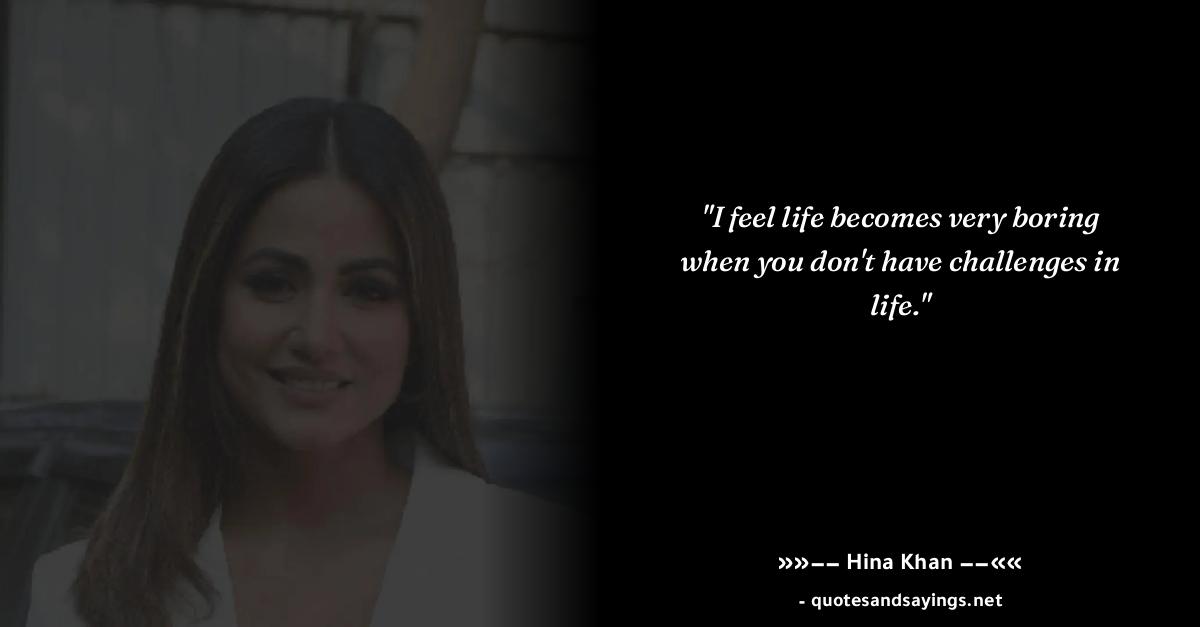 "I feel life becomes very boring
when you don't have challenges in
life."
»»−− Hina Khan −−««
- quotesandsayings.net